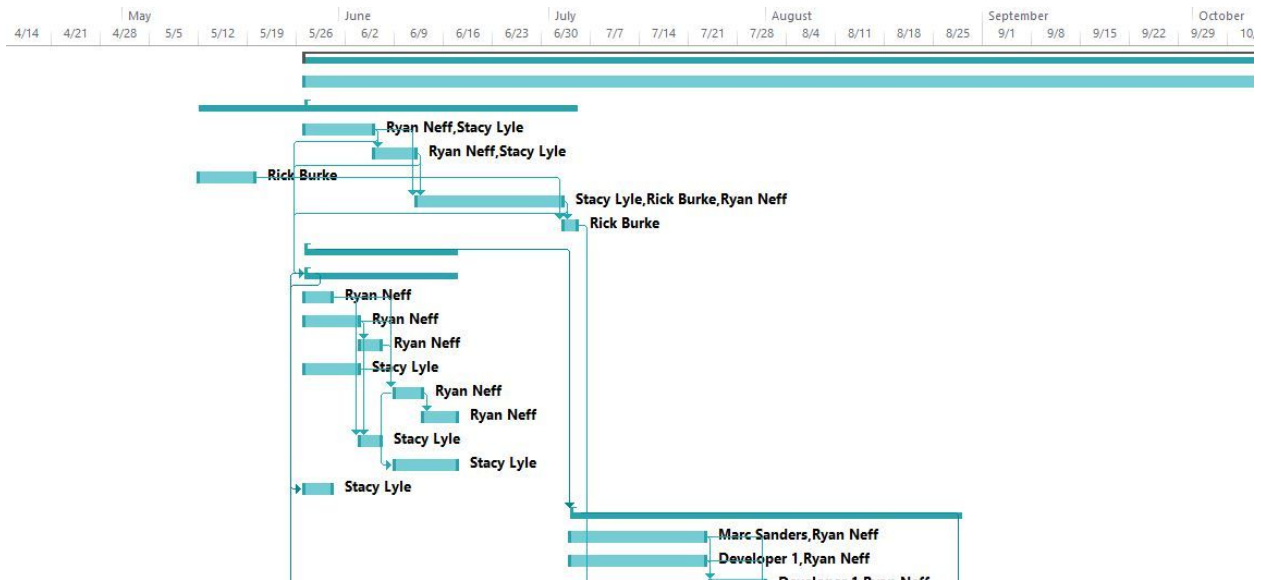 May June July August September October
4/14 4/21 4/28 5/5 5/12 5/19 5/26 6/2 6/9 6/16 6/23 6/30 7/7 7/14 7/21 7/28 8/4 8/11 8/18 8/25 9/1 9/8 9/15 9/22 9/29 10/
Ryan Neff,Stacy Lyle
Ryan Neff,Stacy Lyle
Rick Burke
Stacy Lyle,Rick Burke,Ryan Neff
Rick Burke
Ryan Neff
Ryan Neff
Ryan Neff
Stacy Lyle
Ryan Neff
Ryan Neff
Stacy Lyle
Stacy Lyle
Stacy Lyle
Marc Sanders,Ryan Neff
Developer 1,Ryan Neff
Developer 1,Ryan Neff